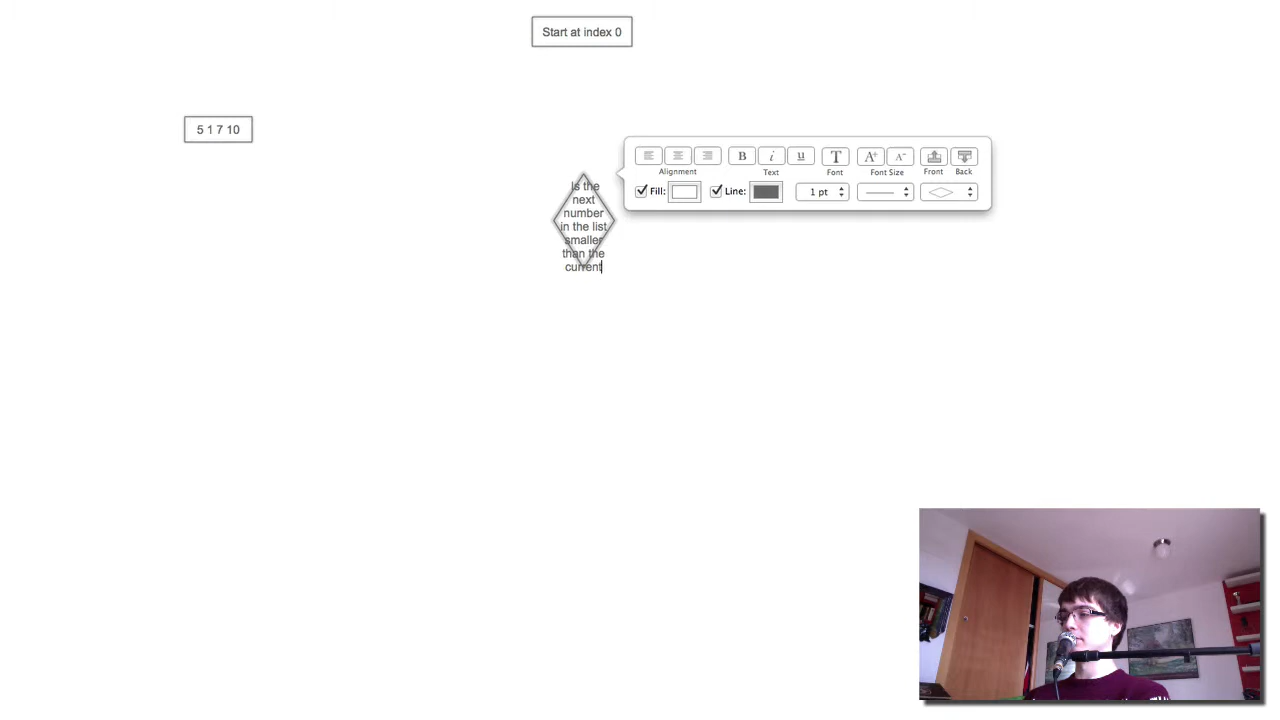 Start at index 0
5 1 7 10
Is the
next
number
in the list
smaller
than the
current
B i u T A+ A-
Alignment Text Font Font Size Front Back
Fill: Line: 1 pt